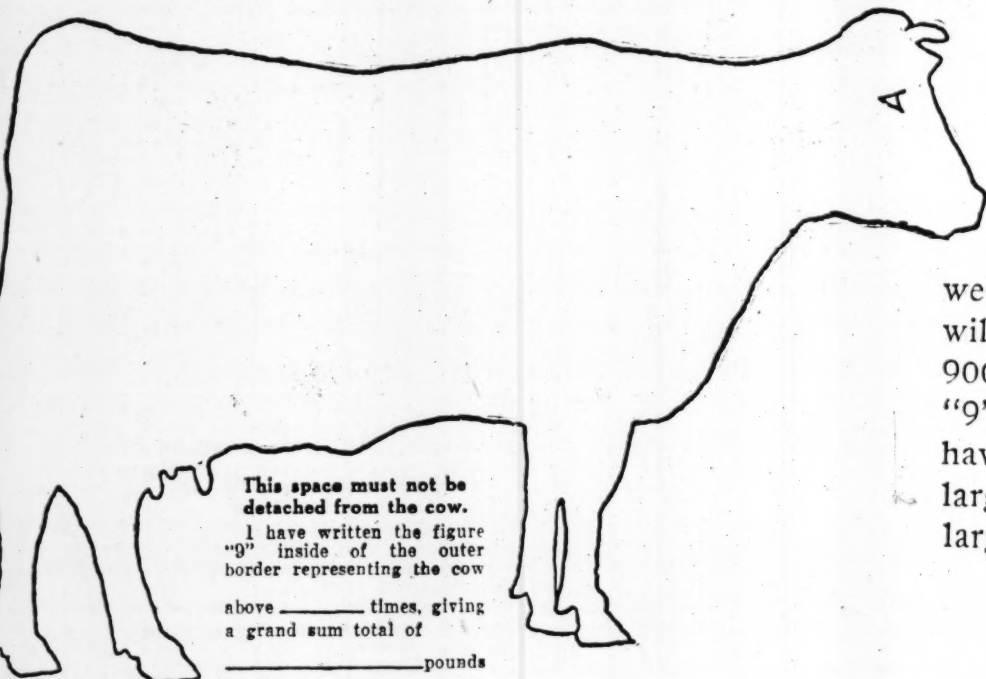 This space must not be
detached from the cow.
I have written the figure
"9" inside of the outer
border representing the cow
above ________ times, giving
a grand sum total of
____________________pounds
we
wil
900
"9"
hav
larg
larg